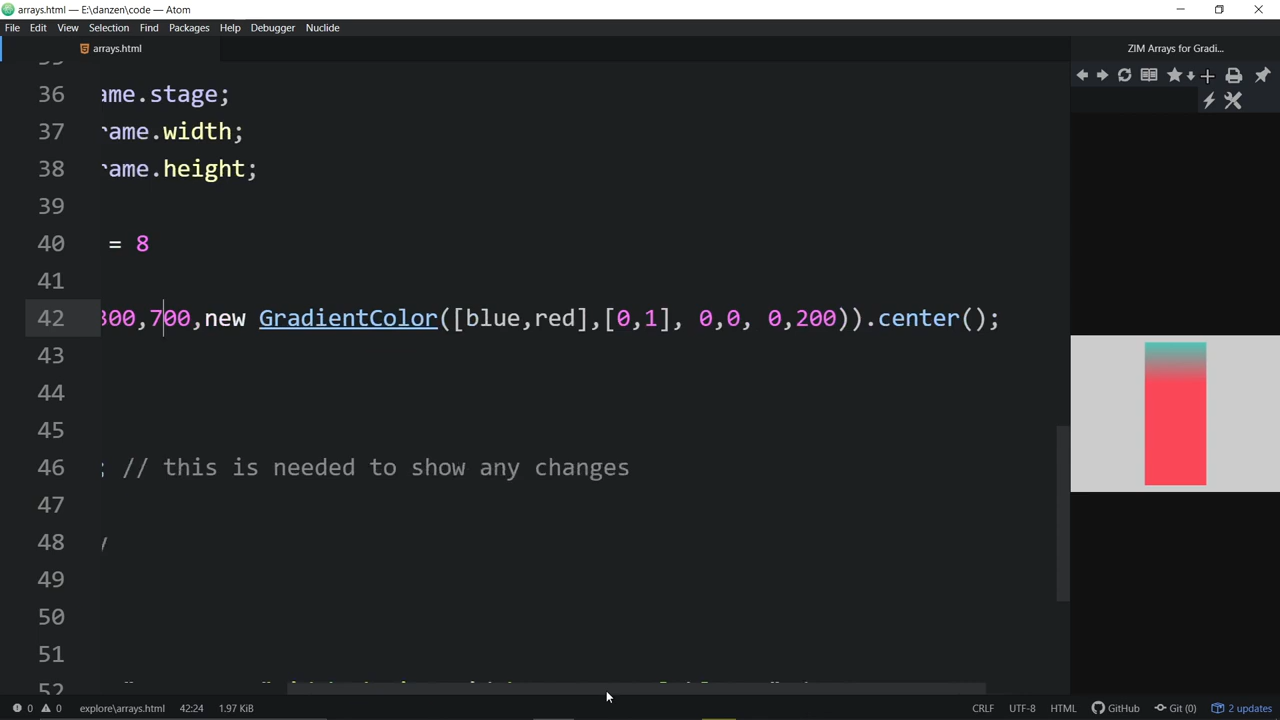 arrays.html — E:\danzen\code — Atom
File Edit View Selection Find Packages Help Debugger Nuclide
arrays.html
ZIM Arrays for Gradi...
36 ame.stage;
37 rame.width;
38 rame.height;
39
40 = 8
41
42 300,700,new GradientColor([blue,red],[0,1], 0,0, 0,200)).center();
43
44
45
46 ; // this is needed to show any changes
47
48 /
49
50
51
52
0 0 explore\arrays.html 42:24 1.97 KiB CRLF UTF-8 HTML GitHub Git (0) 2 updates